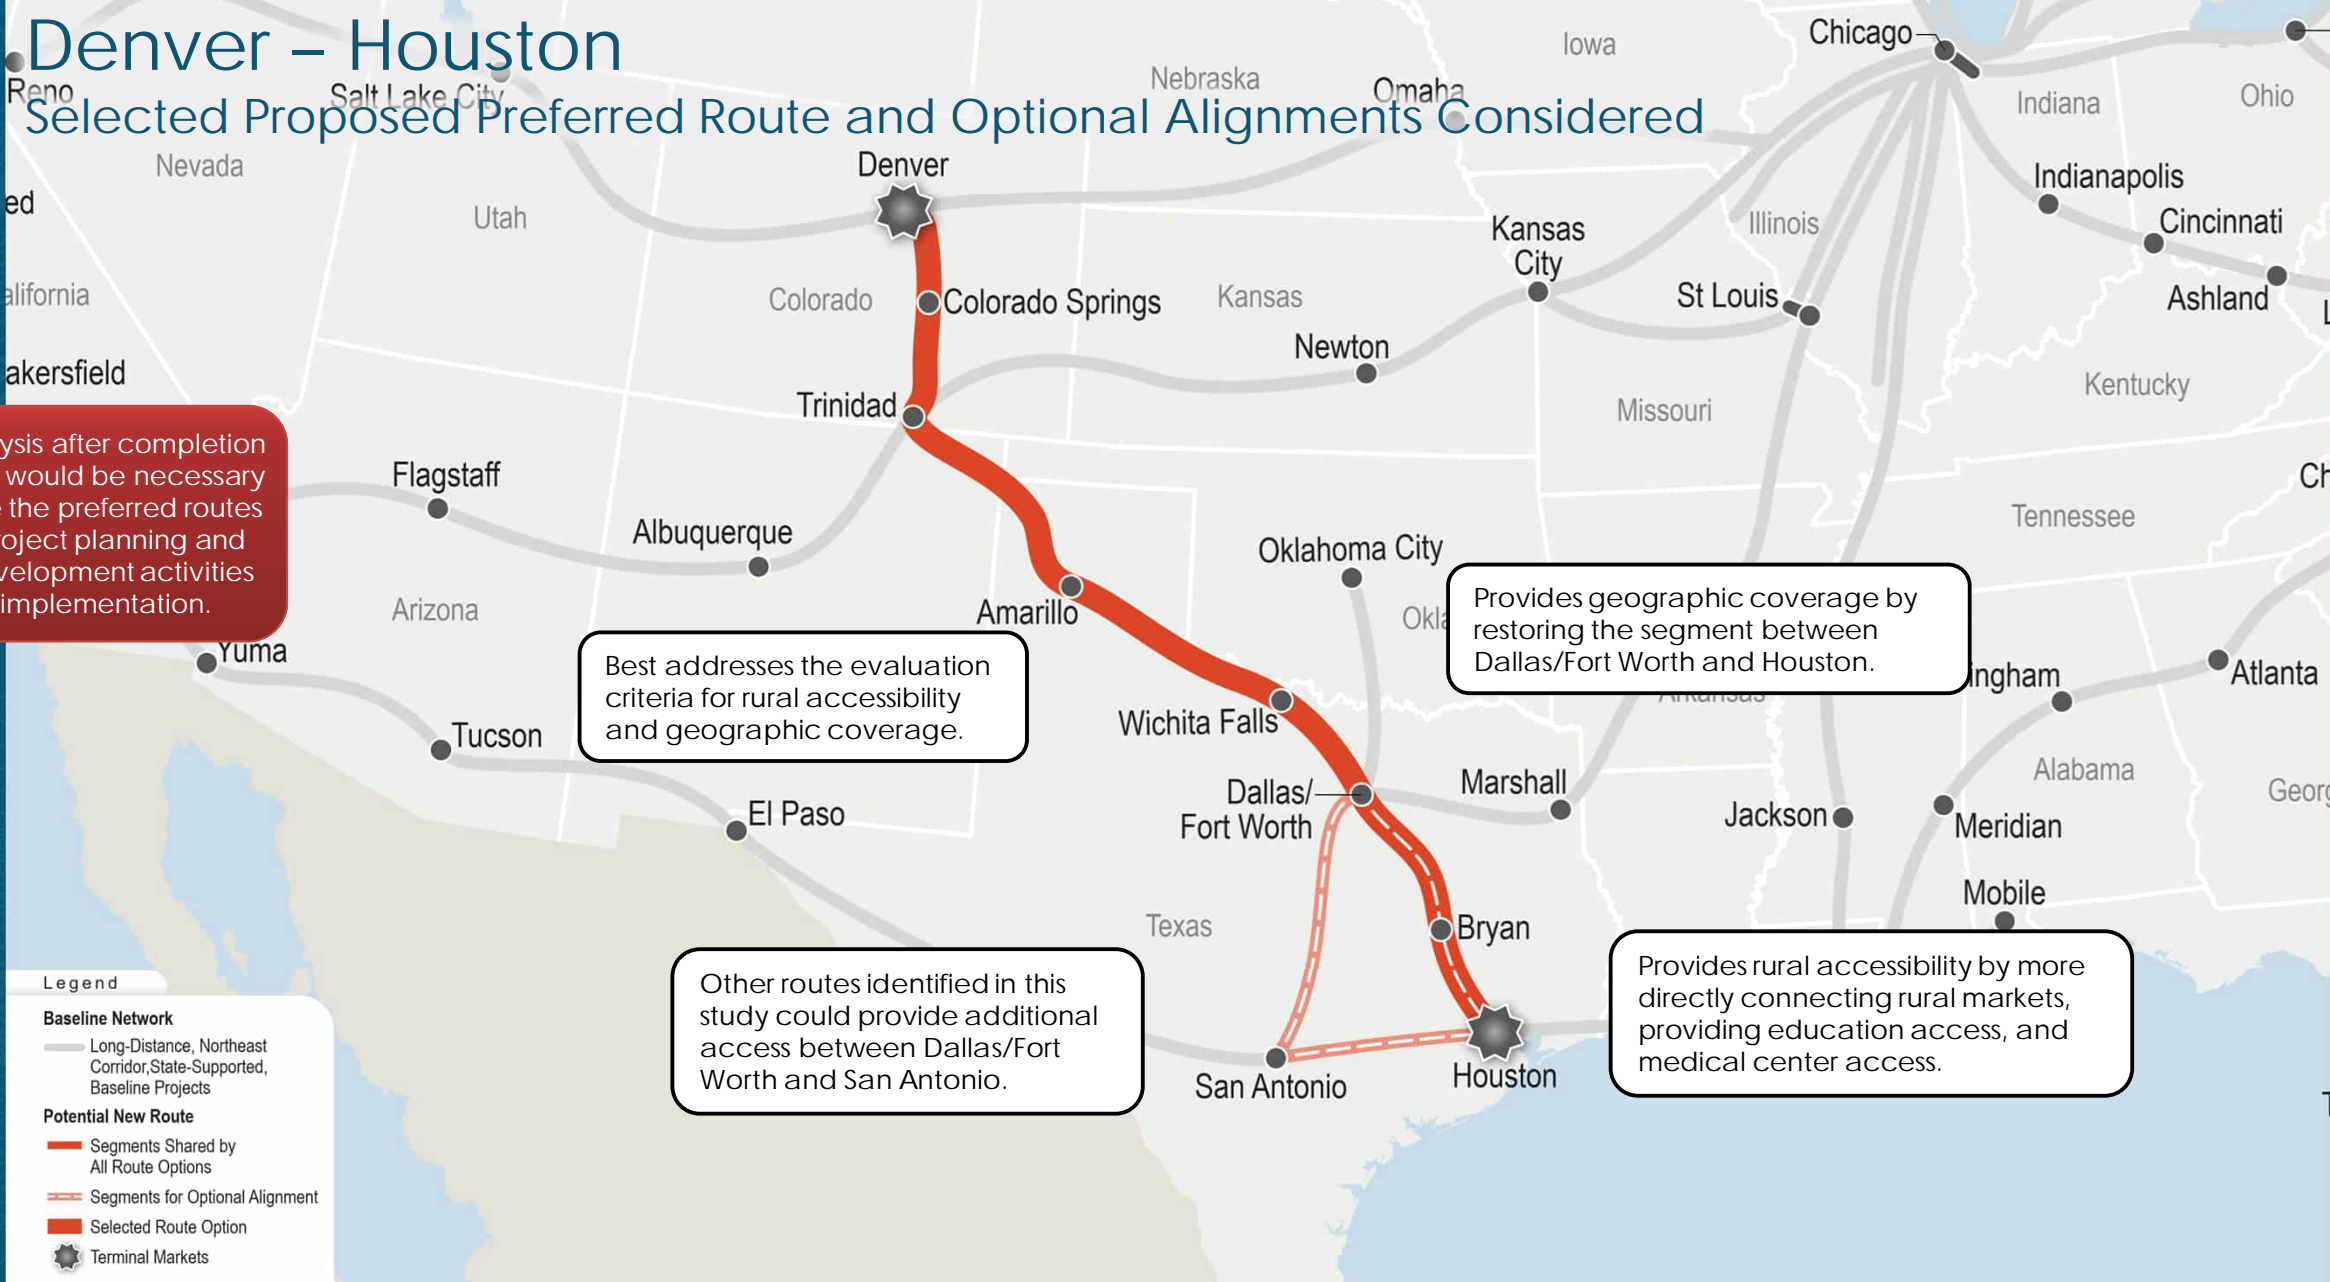 Denver – Houston
Selected Proposed Preferred Route and Optional Alignments Considered
Reno
Salt Lake City
Nebraska
Omaha
Iowa
Chicago
Indiana
Ohio
Nevada
Denver
Indianapolis
Utah
Kansas
City
Illinois
Cincinnati
Colorado
Colorado Springs
Kansas
St Louis
Ashland
Newton
Trinidad
Missouri
Kentucky
after completion
would be necessary
the preferred routes
planning and
activities
implementation.
Flagstaff
Albuquerque
Oklahoma City
Tennessee
Arizona
Amarillo
Provides geographic coverage by
restoring the segment between
Dallas/Fort Worth and Houston.
Yuma
Best addresses the evaluation
criteria for rural accessibility
and geographic coverage.
Atlanta
Arkansas
Wichita Falls
Tucson
Alabama
Dallas/
Fort Worth
Marshall
El Paso
Jackson
Meridian
Mobile
Texas
Bryan
Other routes identified in this
study could provide additional
access between Dallas/Fort
Worth and San Antonio.
Provides rural accessibility by more
directly connecting rural markets,
providing education access, and
medical center access.
San Antonio
Houston
Legend
Baseline Network
Long-Distance, Northeast
Corridor,State-Supported,
Baseline Projects
Potential New Route
Segments Shared by
All Route Options
Segments for Optional Alignment
Selected Route Option
Terminal Markets